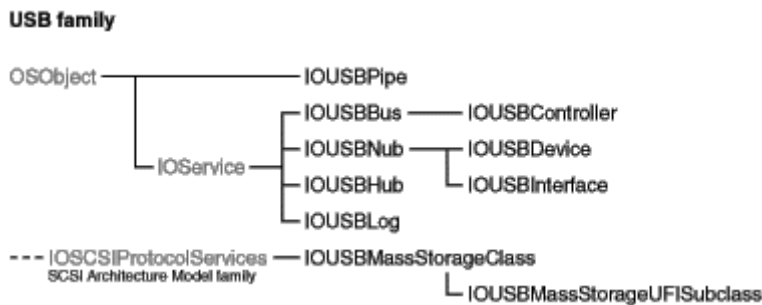 USB family
OSObject IOUSBPipe
IOUSBBus IOUSBController
IOUSBNub IOUSBDevice
IOService
IOUSBHub IOUSBInterface
IOUSBLog
IOSCSIProtocolServices IOUSBMassStorageClass
SCSI Architecture Model family
IOUSBMassStorageUFISubclass